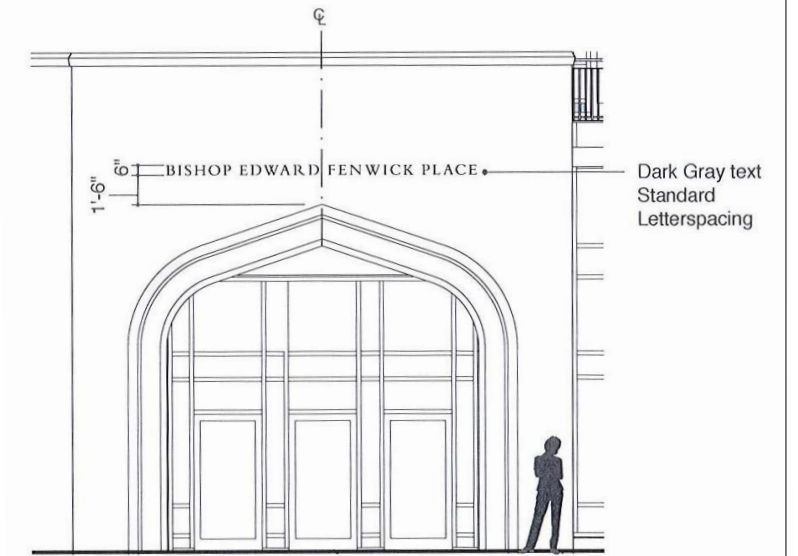 ℄
6"
BISHOP EDWARD FENWICK PLACE
1'-6"
Dark Gray text
Standard
Letterspacing